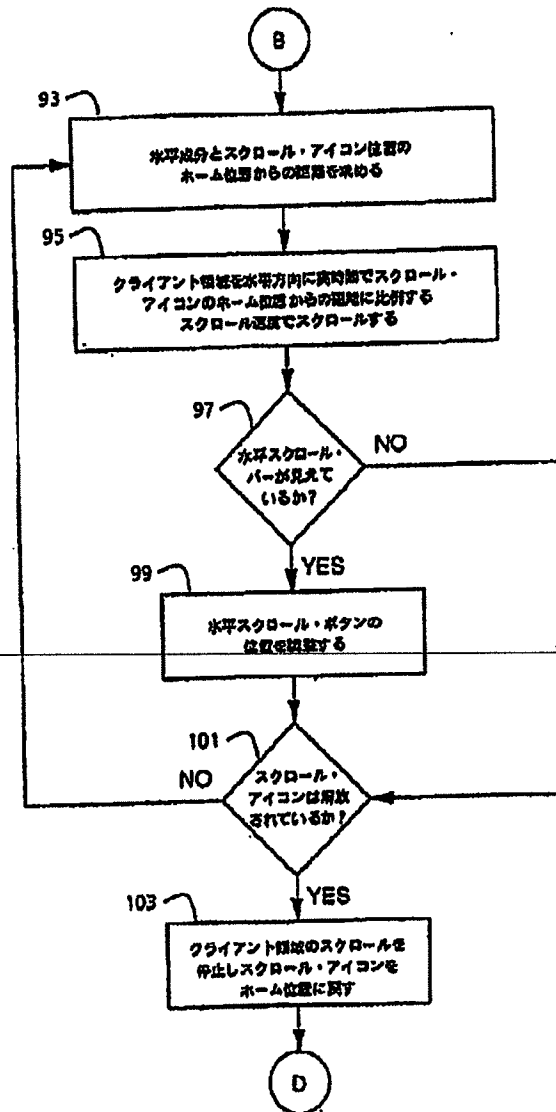 B
93
水平成分とスクロール・アイコン位置の
ホーム位置からの距離を求める
95
クライアント領域を水平方向に実時間でスクロール・
アイコンのホーム位置からの距離に比例する
スクロール速度でスクロールする
97
水平スクロール・
バーが見えて
いるか?
NO
YES
99
水平スクロール・ボタンの
位置を調整する
101
スクロール・
アイコンは解放
されているか?
NO
YES
103
クライアント領域のスクロールを
停止しスクロール・アイコンを
ホーム位置に戻す
D